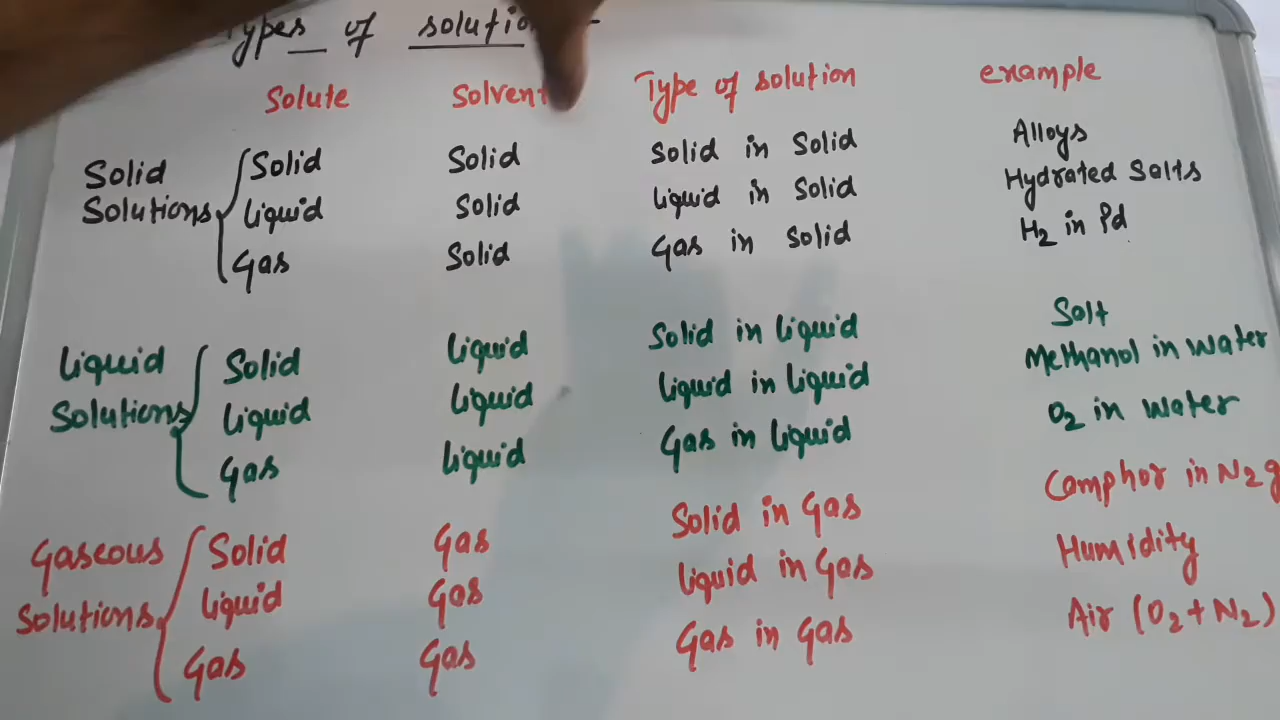 Types of solution -
Solute Solvent Type of solution example
Solid Solutions Solid Solid Solid in Solid Alloys
Liquid Solid Liquid in Solid Hydrated Salts
Gas Solid Gas in Solid H2 in Pd
Liquid Solutions Solid Liquid Solid in Liquid Salt
Liquid Liquid Liquid in Liquid Methanol in water
Gas Liquid Gas in Liquid O2 in water
Gaseous Solutions Solid Gas Solid in Gas Camphor in N2 g
Liquid Gas Liquid in Gas Humidity
Gas Gas Gas in Gas Air (O2 + N2)